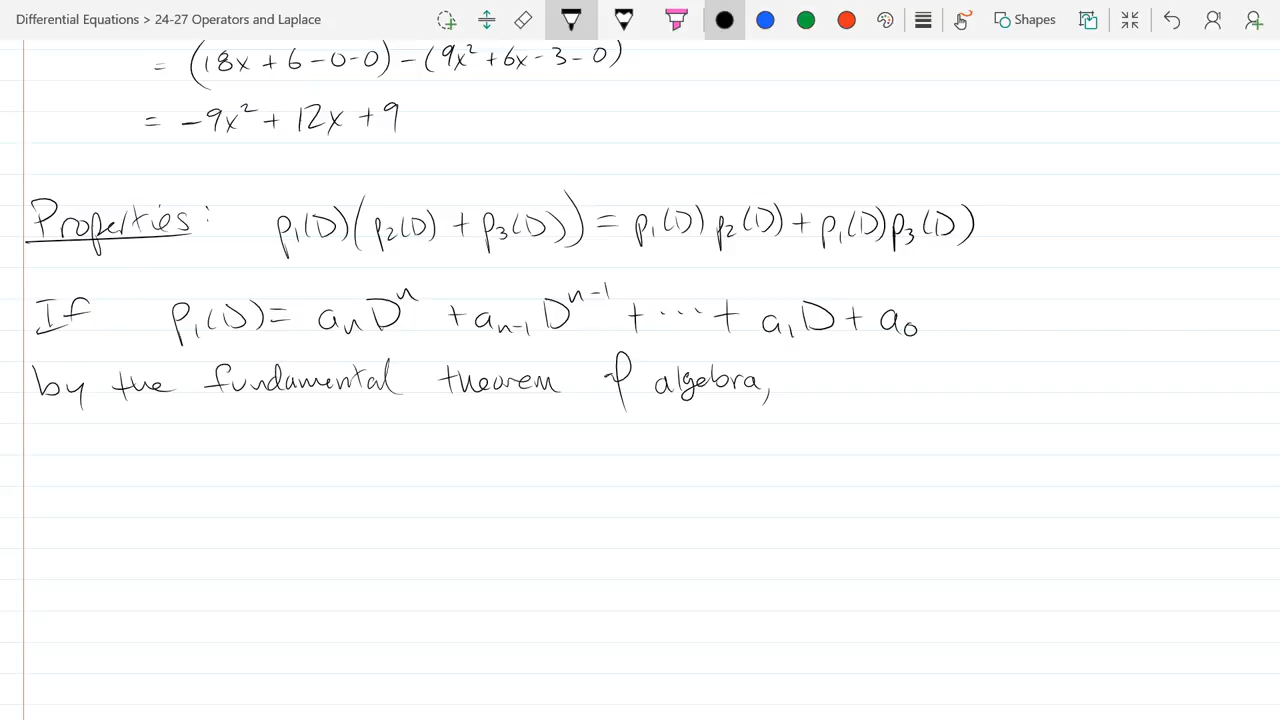 Differential Equations > 24-27 Operators and Laplace
Shapes
= (18x + 6 - 0 - 0) - (9x² + 6x - 3 - 0)
= -9x² + 12x + 9
Properties: p₁(D)(p₂(D) + p₃(D)) = p₁(D) p₂(D) + p₁(D)p₃(D)
If p₁(D) = aₙDⁿ + aₙ₋₁Dⁿ⁻¹ + ... + a₁D + a₀
by the fundamental theorem of algebra,